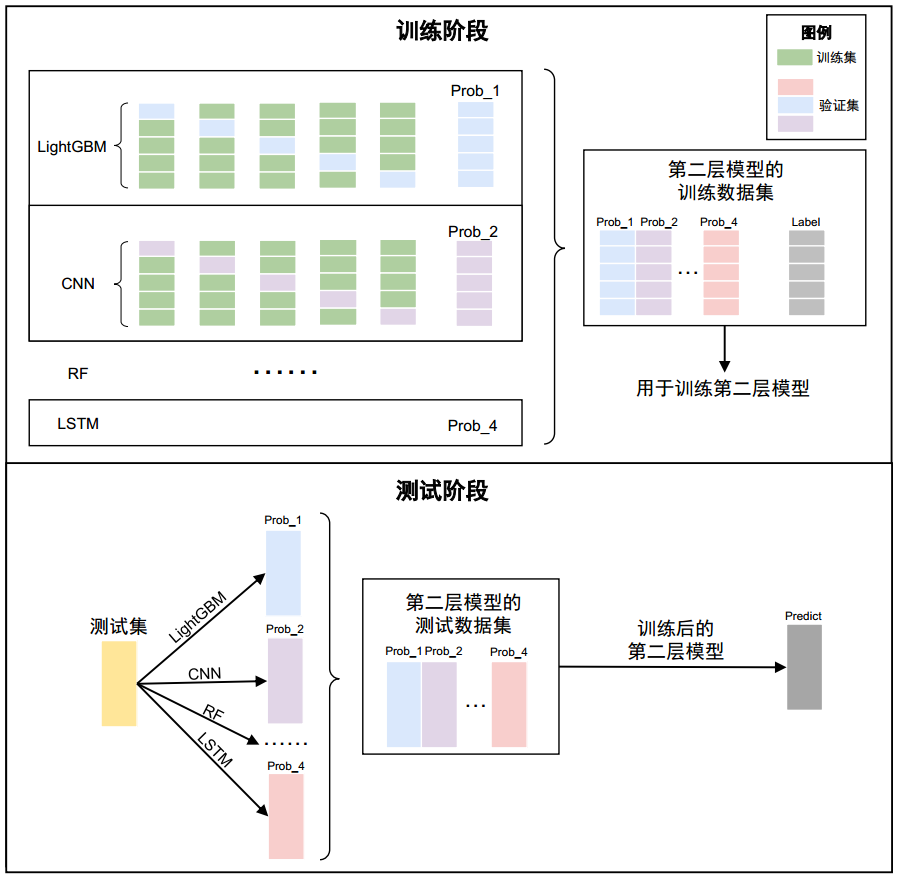 训练阶段
图例
训练集
验证集
Prob_1
LightGBM
Prob_2
CNN
RF
......
LSTM
Prob_4
第二层模型的
训练数据集
Prob_1 Prob_2 Prob_4 Label
...
用于训练第二层模型
测试阶段
测试集
LightGBM
CNN
RF
LSTM
Prob_1
Prob_2
......
Prob_4
第二层模型的
测试数据集
Prob_1 Prob_2 Prob_4
...
训练后的
第二层模型
Predict